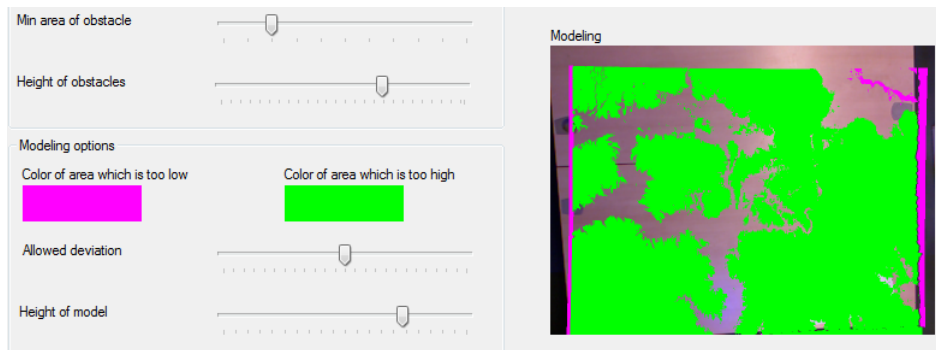 Min area of obstacle
Height of obstacles
Modeling options
Color of area which is too low
Color of area which is too high
Allowed deviation
Height of model
Modeling